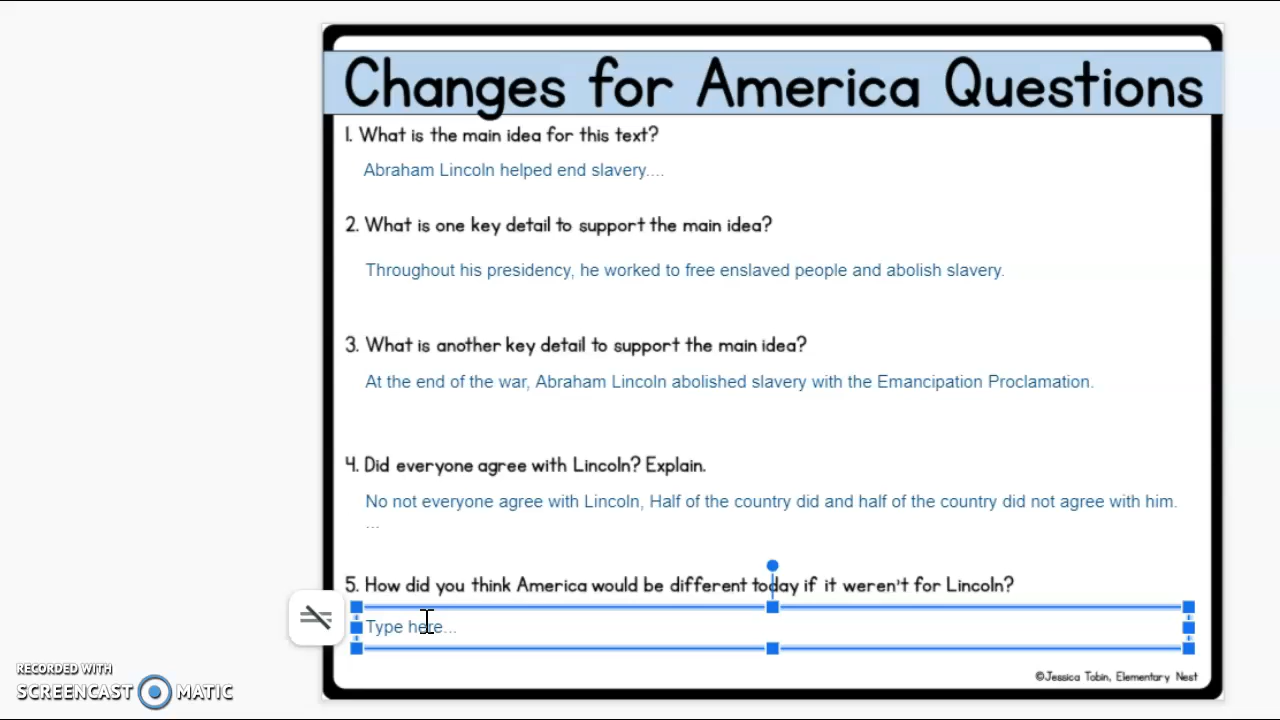 Changes for America Questions
1. What is the main idea for this text?
Abraham Lincoln helped end slavery....
2. What is one key detail to support the main idea?
Throughout his presidency, he worked to free enslaved people and abolish slavery.
3. What is another key detail to support the main idea?
At the end of the war, Abraham Lincoln abolished slavery with the Emancipation Proclamation.
4. Did everyone agree with Lincoln? Explain.
No not everyone agree with Lincoln, Half of the country did and half of the country did not agree with him.
...
5. How did you think America would be different today if it weren't for Lincoln?
Type here...
©Jessica Tobin, Elementary Nest
RECORDED WITH
SCREENCAST MATIC